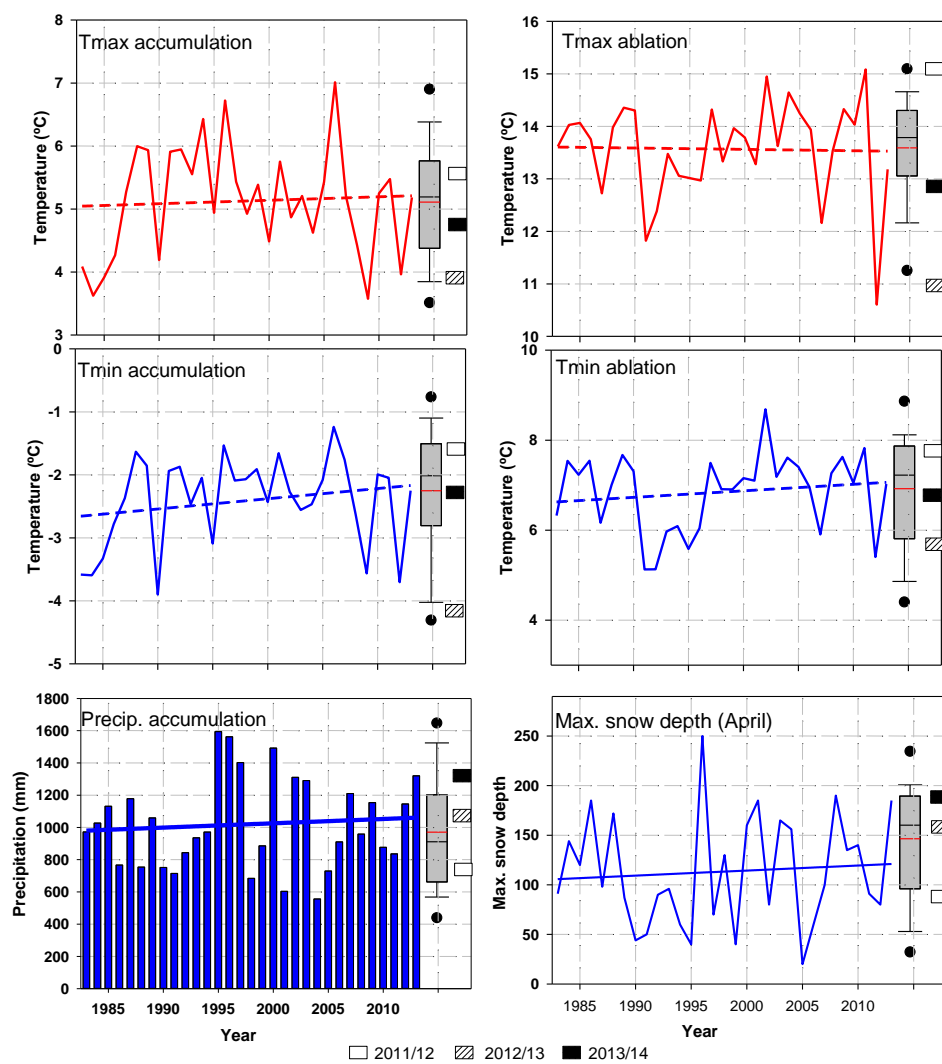 Tmax accumulation
Temperature (ºC)
8
7
6
5
4
3
Tmax ablation
Temperature (ºC)
16
15
14
13
12
11
10
Tmin accumulation
Temperature (ºC)
0
-1
-2
-3
-4
-5
Tmin ablation
Temperature (ºC)
10
8
6
4
Precip. accumulation
Precipitation (mm)
1800
1600
1400
1200
1000
800
600
400
200
0
1985 1990 1995 2000 2005 2010
Year
Max. snow depth (April)
Max. snow depth
250
200
150
100
50
0
1985 1990 1995 2000 2005 2010
Year
2011/12 2012/13 2013/14